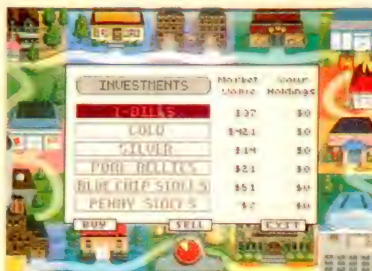 INVESTMENTS Market Value Your Holdings
T-BILLS $37 $0
GOLD $421 $0
SILVER $14 $0
PORK BELLIES $21 $0
BLUE CHIP STOCKS $51 $0
PENNY STOCKS $2 $0
BUY SELL EXIT